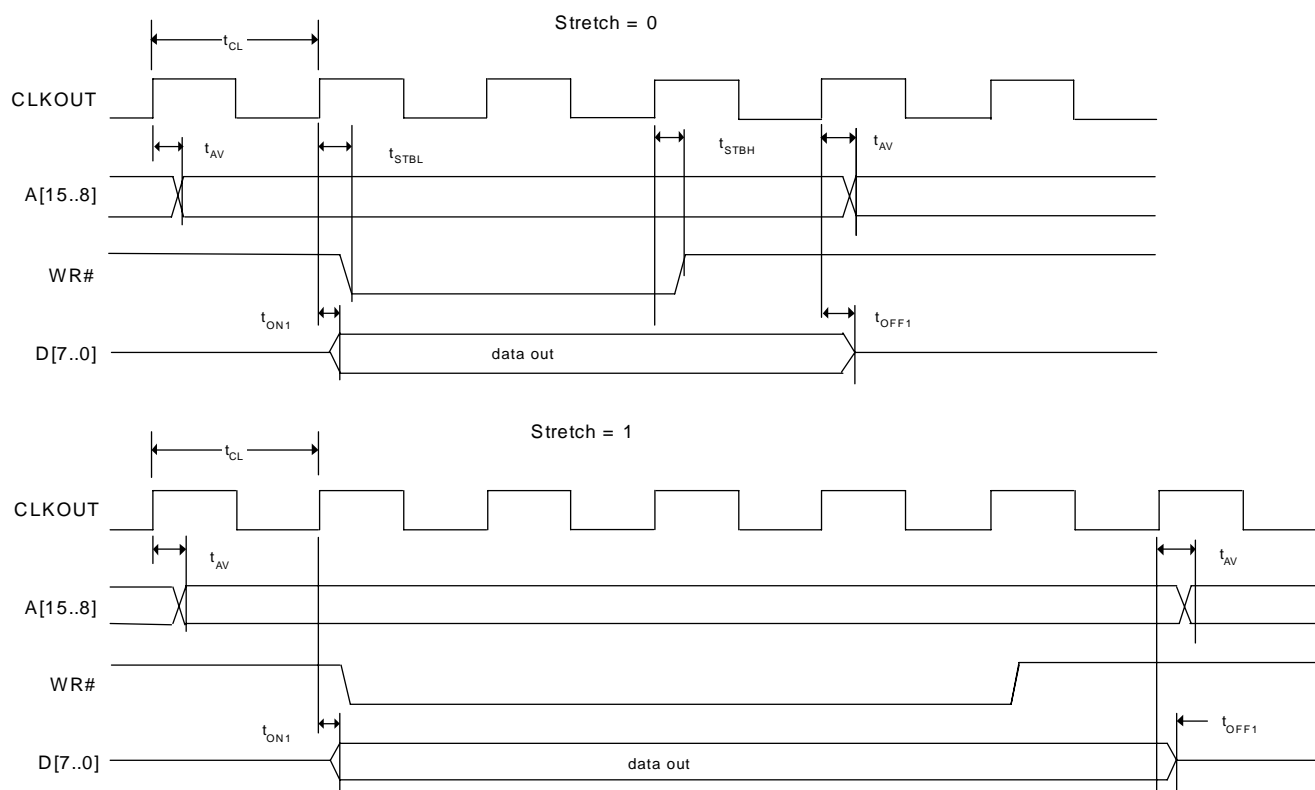 Stretch = 0
tCL
CLKOUT
tAV
tSTBL
tSTBH
tAV
A[15..8]
WR#
tON1
tOFF1
D[7..0]
data out
Stretch = 1
tCL
CLKOUT
tAV
tAV
A[15..8]
WR#
tON1
tOFF1
D[7..0]
data out